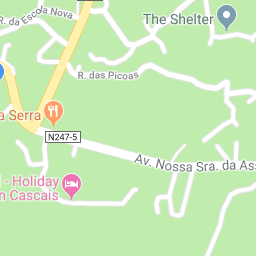 R. da Escola Nova
The Shelter
R. das Picoas
a Serra
N247-5
Av. Nossa Sra. da Ass
- Holiday
n Cascais